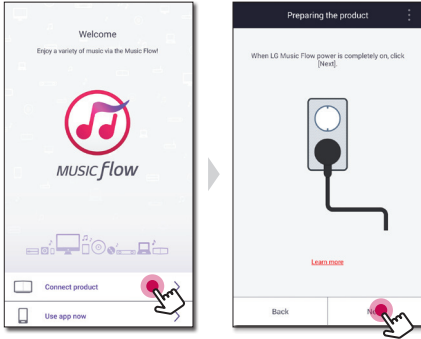 Welcome
Enjoy a variety of music via the Music Flow!
MUSIC flow
Connect product
Use app now
Preparing the product
When LG Music Flow power is completely on, click
[Next].
Learn more
Back
Ne